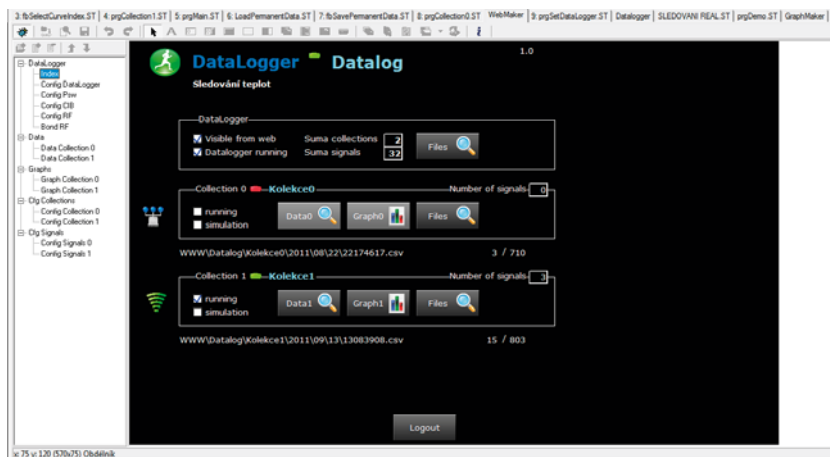 3: fbSelectCurveIndex.ST | 4: prgCollection1.ST | 5: prgMain.ST | 6: LoadPermanentData.ST | 7: fbSavePermanentData.ST | 8: prgCollection0.ST | WebMaker | 9: prgSetDataLogger.ST | Datalogger | SLEDOVANI REAL.ST | prgDemo.ST | GraphMaker
DataLogger
Index
Config DataLogger
Config Psw
Config CIB
Config RF
Bond RF
Data
Data Collection 0
Data Collection 1
Graphs
Graph Collection 0
Graph Collection 1
Cfg Collections
Config Collection 0
Config Collection 1
Cfg Signals
Config Signals 0
Config Signals 1
DataLogger Datalog 1.0
Sledování teplot
DataLogger
Visible from web Suma collections 2
Datalogger running Suma signals 32
Files
Collection 0 Kolekce0 Number of signals 0
running
simulation
Data0 Graph0 Files
WWW\Datalog\Kolekce0\2011\08\22\22174617.csv 3 / 710
Collection 1 Kolekce1 Number of signals 3
running
simulation
Data1 Graph1 Files
WWW\Datalog\Kolekce1\2011\09\13\13083908.csv 15 / 803
Logout
x: 75 y: 120 (570x75) Obdélník